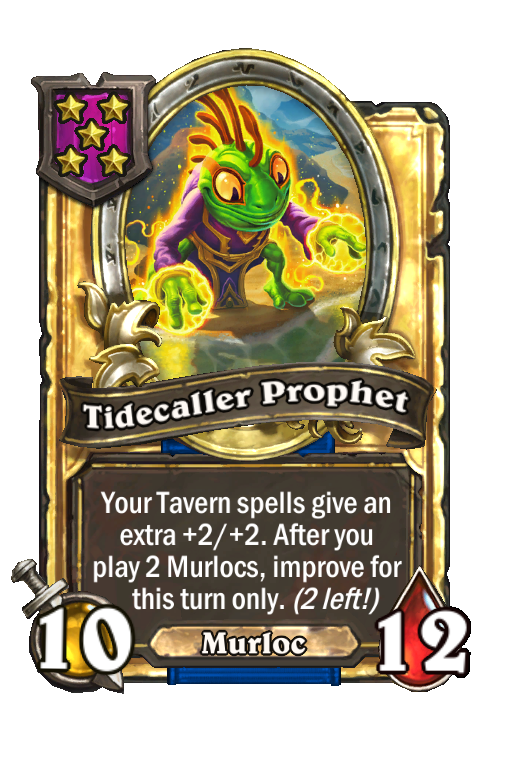 Tidecaller Prophet
Your Tavern spells give an
extra +2/+2. After you
play 2 Murlocs, improve for
this turn only. (2 left!)
10
Murloc
12